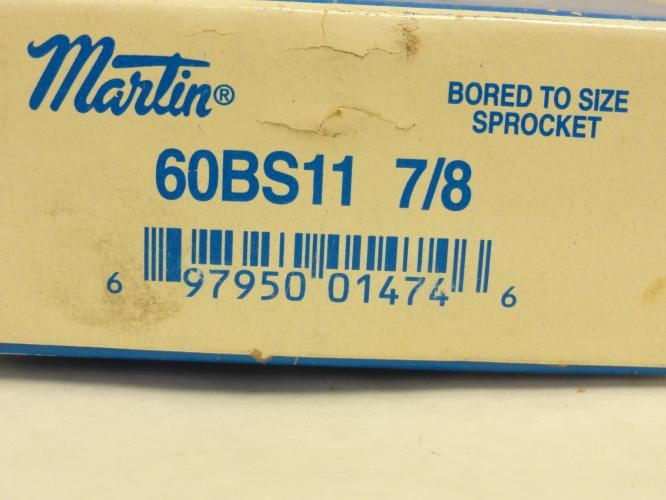 Martin®
BORED TO SIZE
SPROCKET
60BS11 7/8
6 97950 01474 6